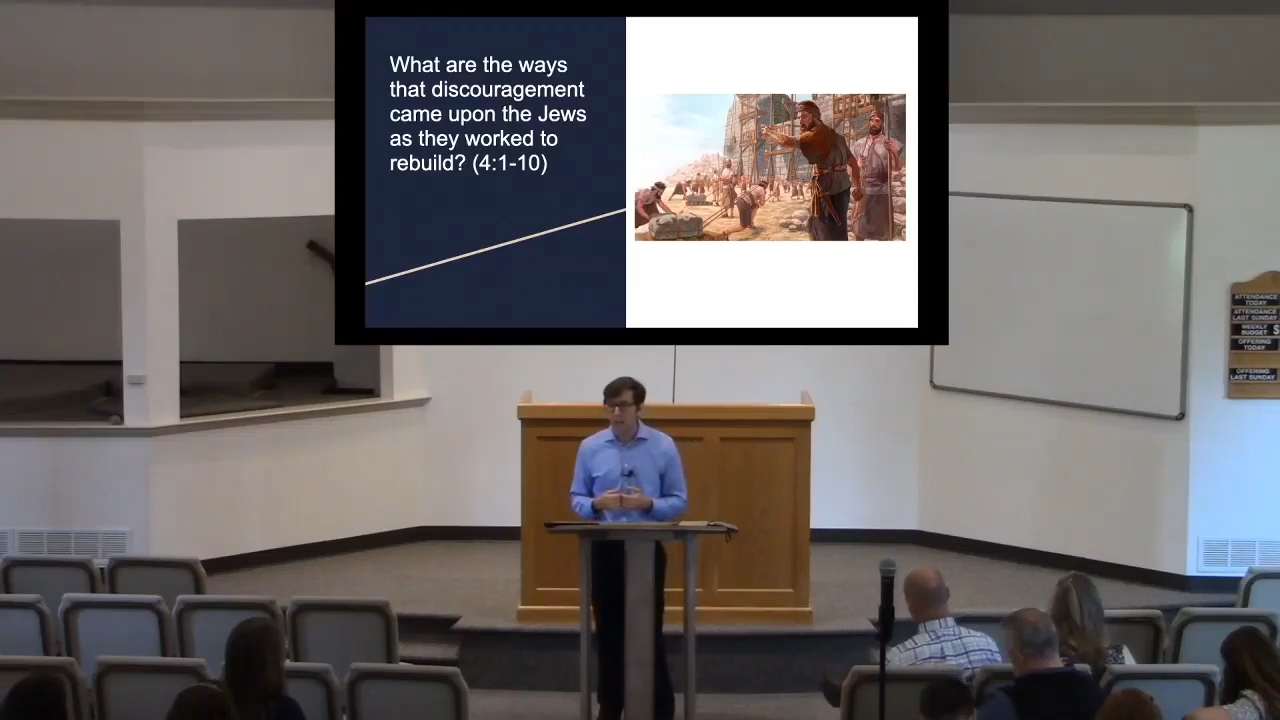 What are the ways
that discouragement
came upon the Jews
as they worked to
rebuild? (4:1-10)
ATTENDANCE
TODAY
ATTENDANCE
LAST SUNDAY
WEEKLY
BUDGET $
OFFERING
TODAY
OFFERING
LAST SUNDAY